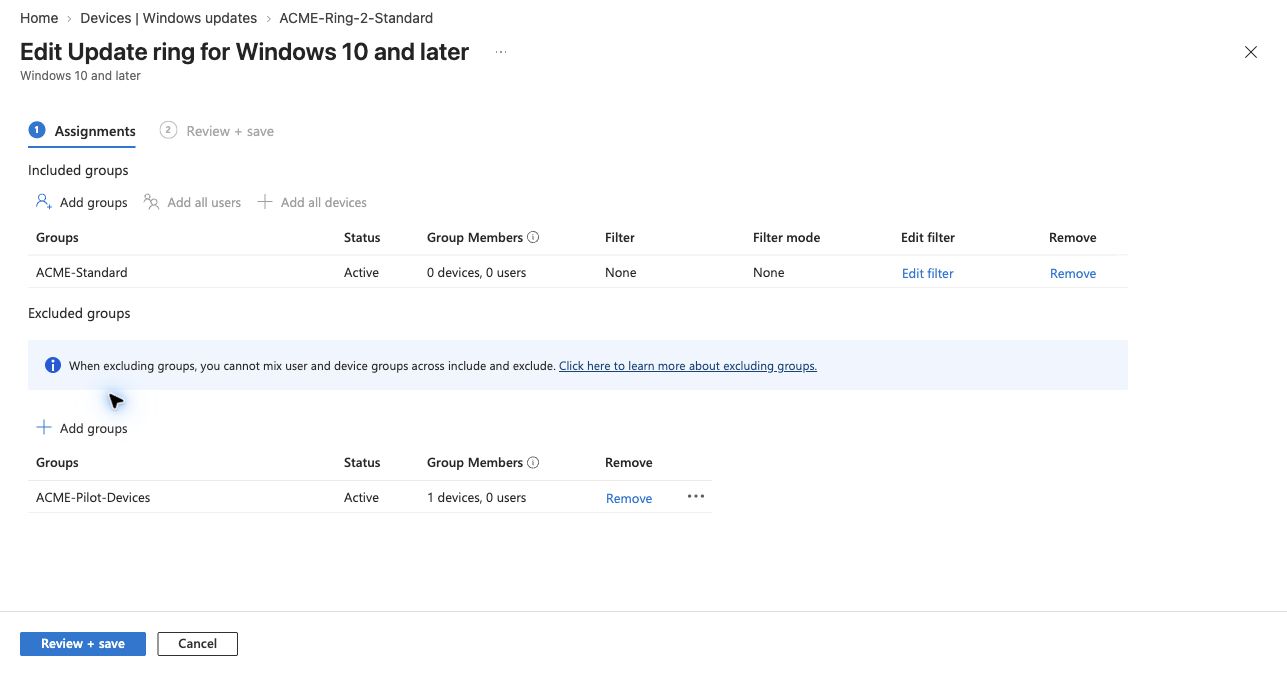 Home > Devices | Windows updates > ACME-Ring-2-Standard
Edit Update ring for Windows 10 and later ...
Windows 10 and later
1 Assignments 2 Review + save
Included groups
Add groups Add all users Add all devices
Groups Status Group Members Filter Filter mode Edit filter Remove
ACME-Standard Active 0 devices, 0 users None None Edit filter Remove
Excluded groups
When excluding groups, you cannot mix user and device groups across include and exclude. Click here to learn more about excluding groups.
Add groups
Groups Status Group Members Remove
ACME-Pilot-Devices Active 1 devices, 0 users Remove ...
Review + save Cancel